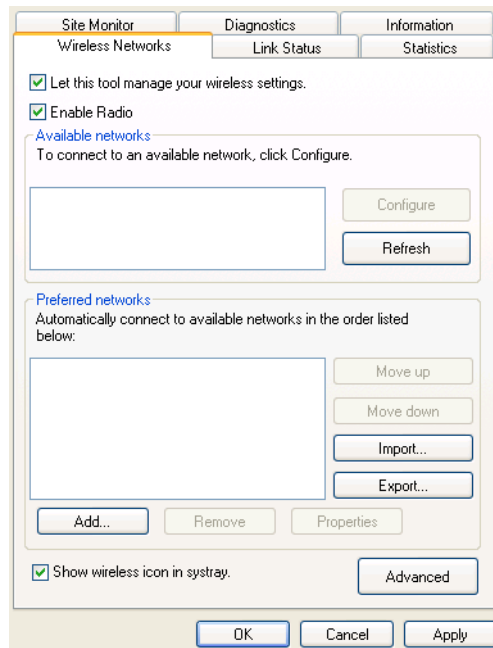 Site Monitor Diagnostics Information
Wireless Networks Link Status Statistics
Let this tool manage your wireless settings.
Enable Radio
Available networks
To connect to an available network, click Configure.
Configure
Refresh
Preferred networks
Automatically connect to available networks in the order listed
below:
Move up
Move down
Import...
Export...
Add... Remove Properties
Show wireless icon in systray.
Advanced
OK Cancel Apply